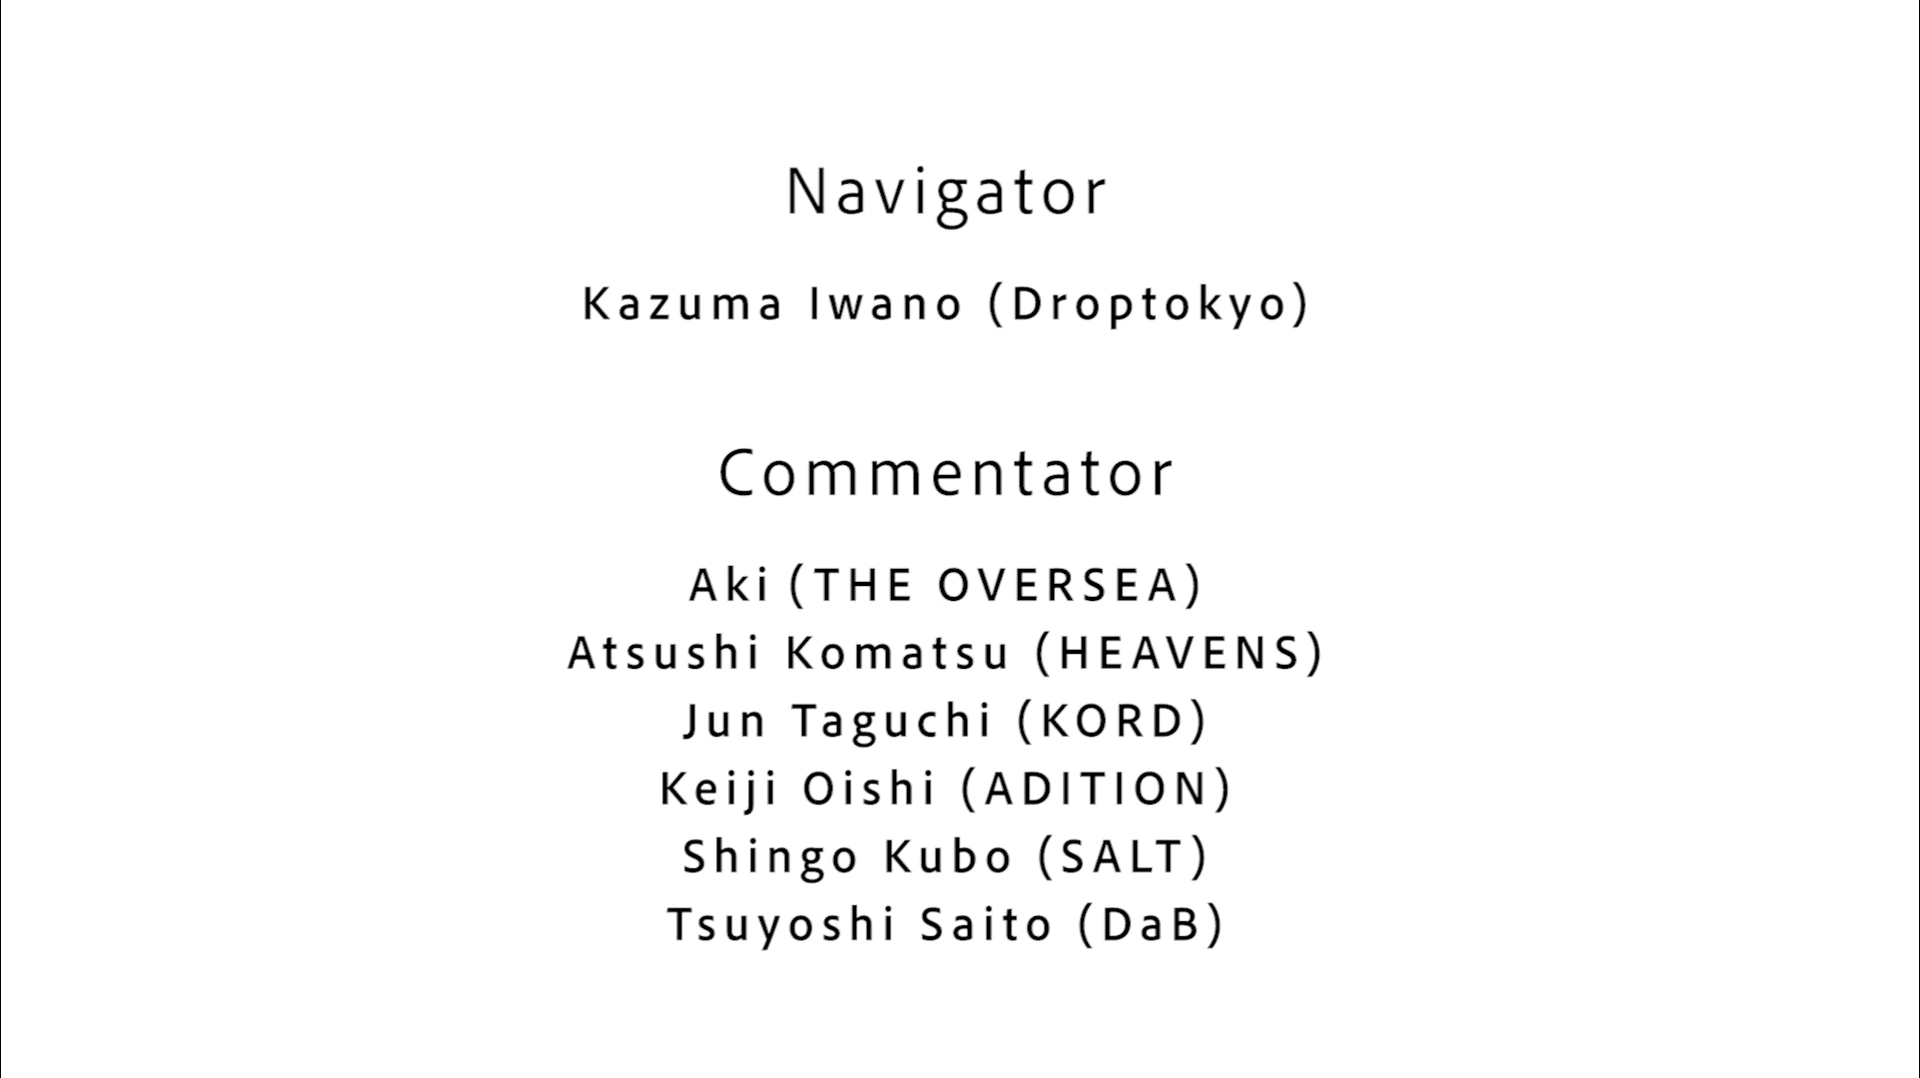 Navigator
Kazuma Iwano (Droptokyo)
Commentator
Aki (THE OVERSEA)
Atsushi Komatsu (HEAVENS)
Jun Taguchi (KORD)
Keiji Oishi (ADITION)
Shingo Kubo (SALT)
Tsuyoshi Saito (DaB)